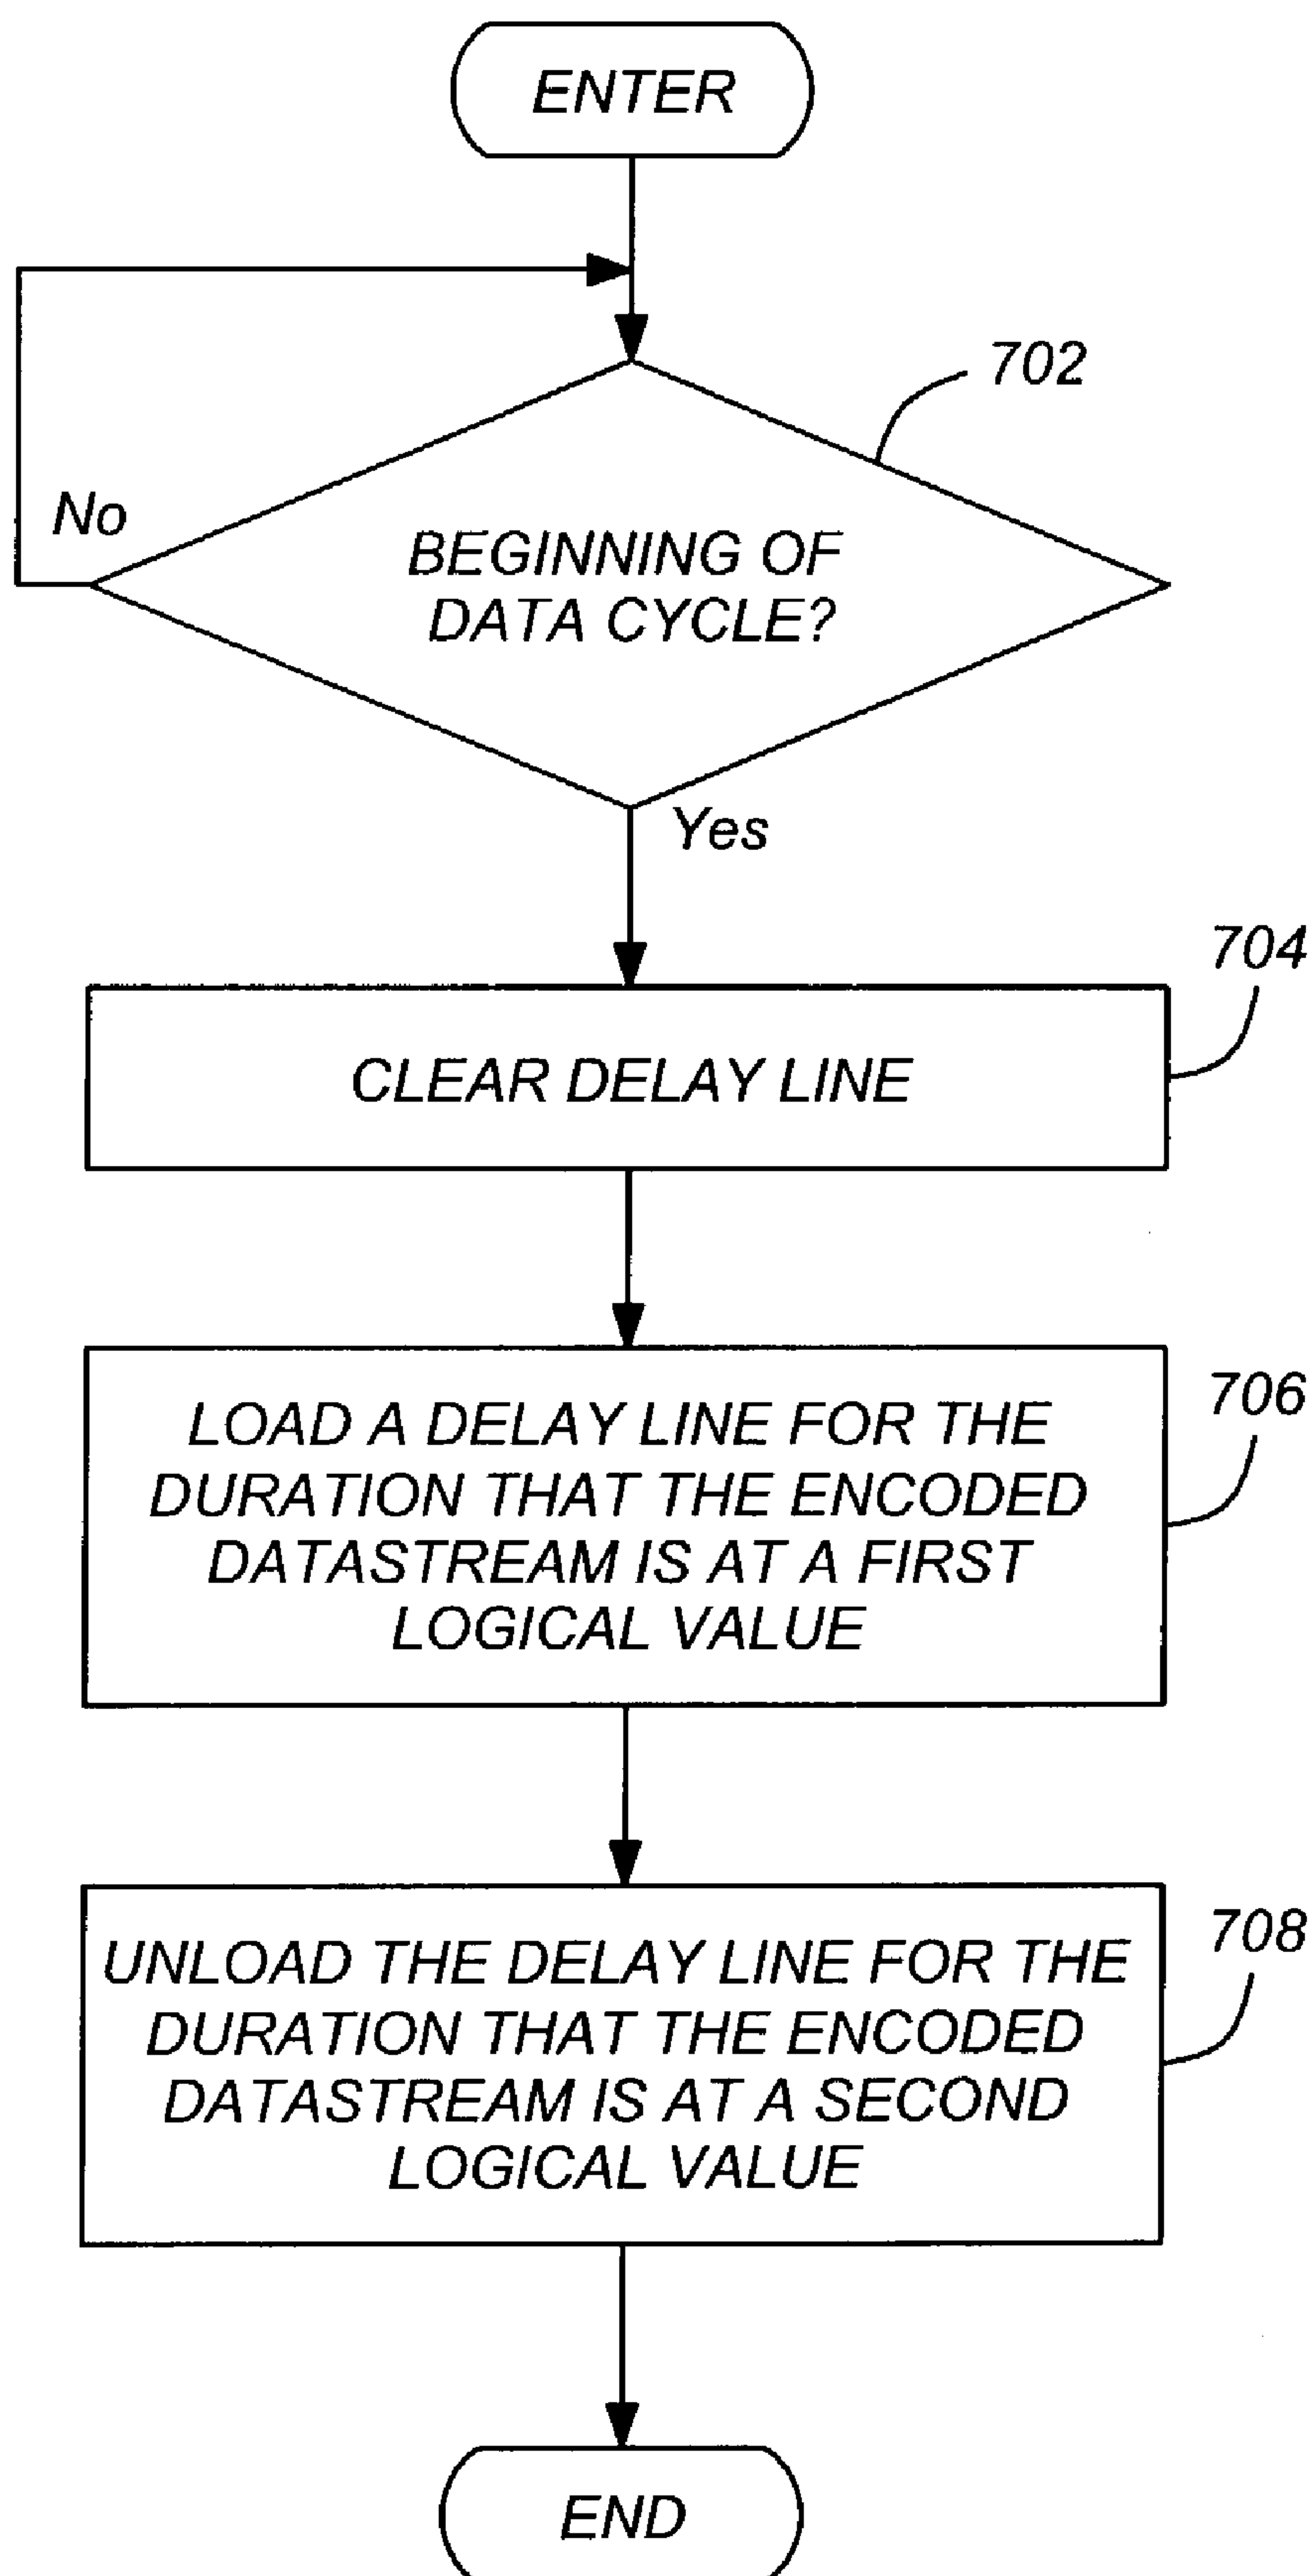 ENTER
702
No
BEGINNING OF
DATA CYCLE?
Yes
704
CLEAR DELAY LINE
706
LOAD A DELAY LINE FOR THE
DURATION THAT THE ENCODED
DATASTREAM IS AT A FIRST
LOGICAL VALUE
708
UNLOAD THE DELAY LINE FOR THE
DURATION THAT THE ENCODED
DATASTREAM IS AT A SECOND
LOGICAL VALUE
END